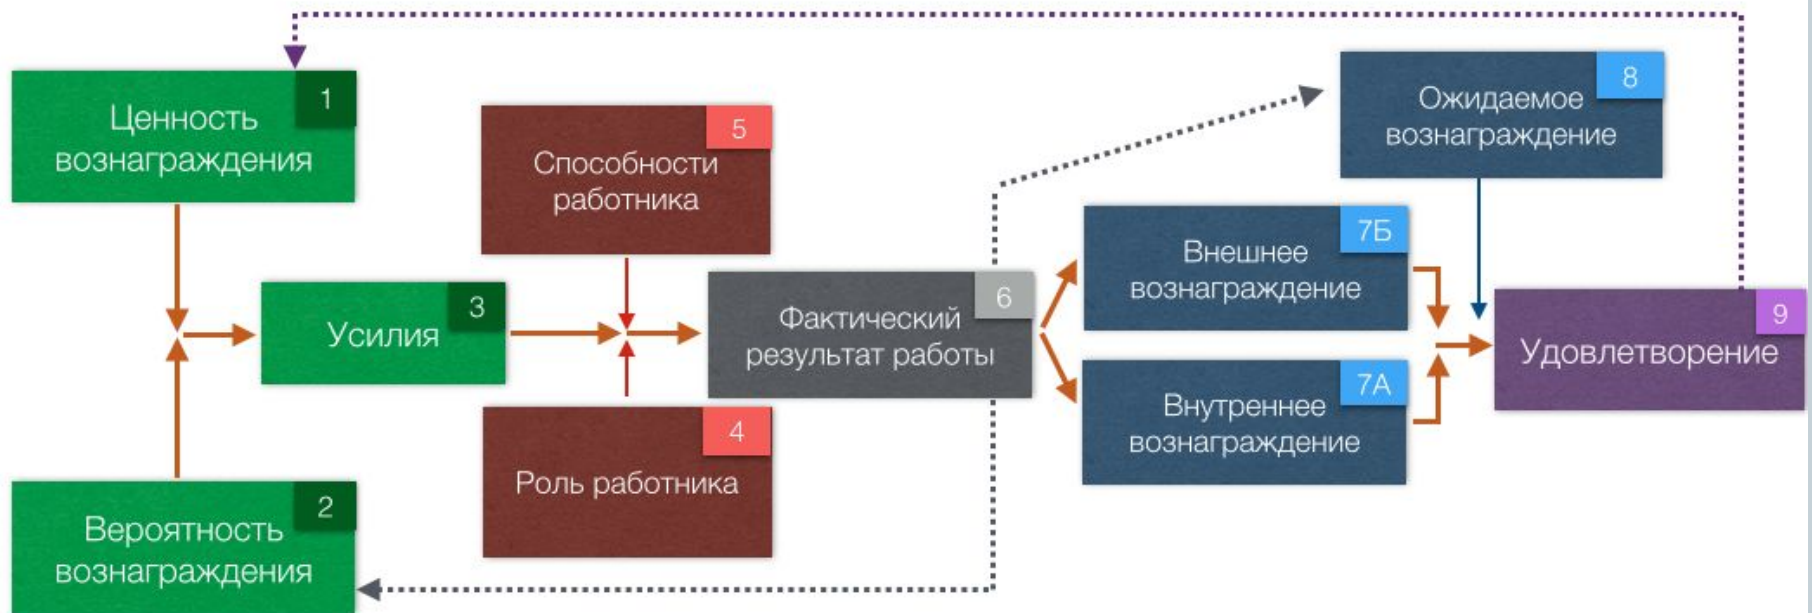 1
Ценность
вознаграждения
2
Вероятность
вознаграждения
3
Усилия
5
Способности
работника
4
Роль работника
6
Фактический
результат работы
8
Ожидаемое
вознаграждение
7Б
Внешнее
вознаграждение
7А
Внутреннее
вознаграждение
9
Удовлетворение